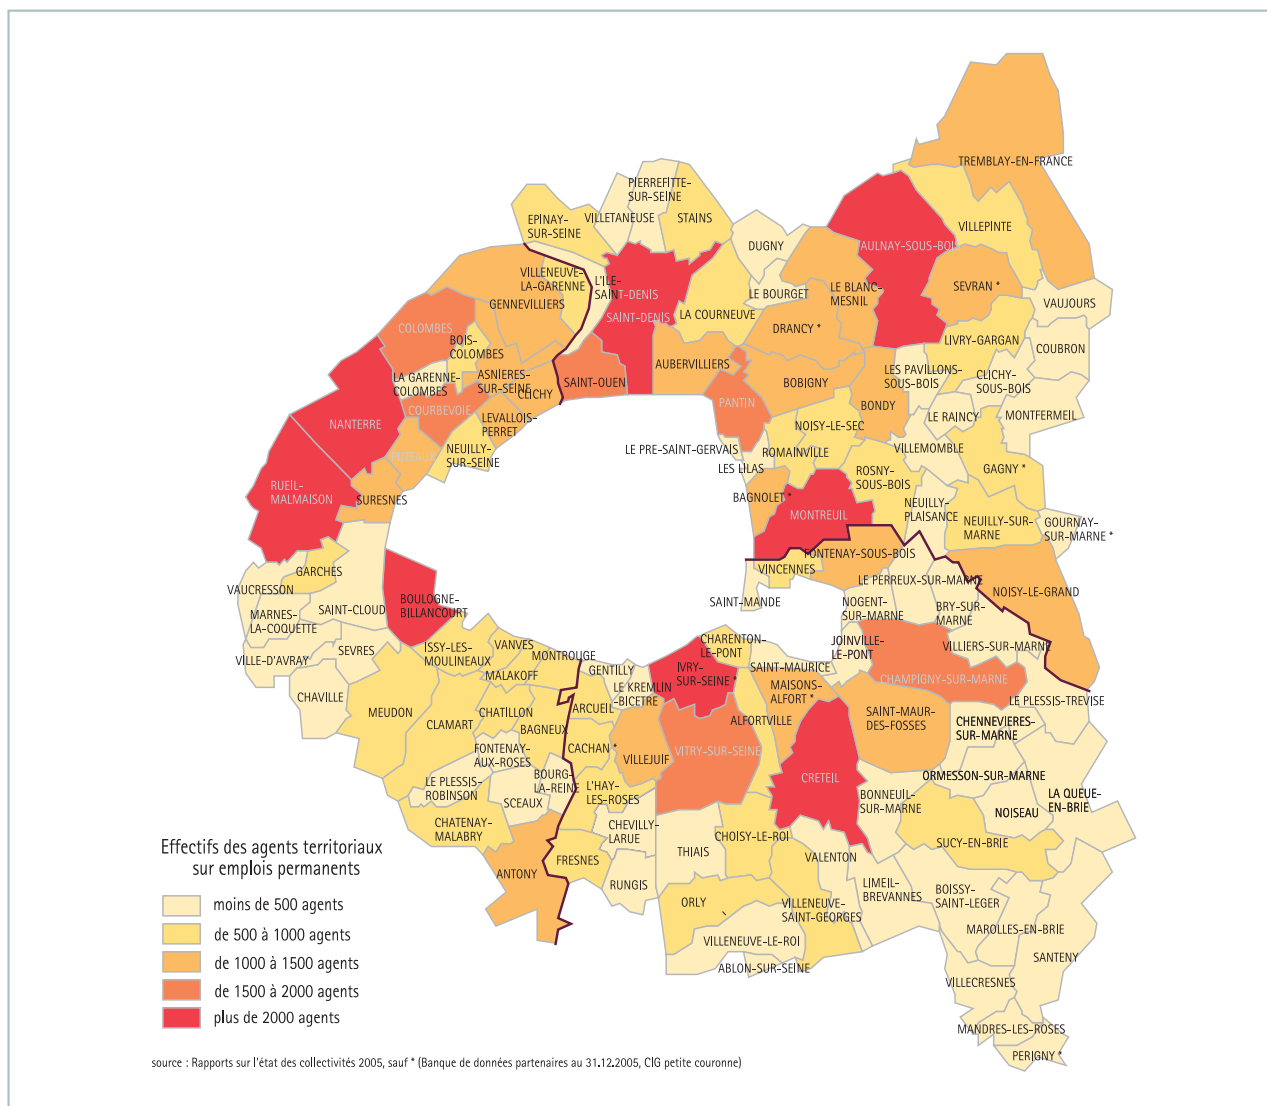 TREMBLAY-EN-FRANCE
PIERREFITTE-
SUR-SEINE
EPINAY-
SUR-SEINE
VILLETANEUSE
STAINS
VILLEPINTE
DUGNY
AULNAY-SOUS-BOIS
VILLENEUVE-
LA-GARENNE
L'ILE-
SAINT-DENIS
LE BOURGET
LE BLANC-
MESNIL
SEVRAN *
VAUJOURS
GENNEVILLIERS
SAINT-DENIS
LA COURNEUVE
DRANCY *
COLOMBES
BOIS-
COLOMBES
LIVRY-GARGAN
COUBRON
AUBERVILLIERS
LA GARENNE-
COLOMBES
ASNIERES-
SUR-SEINE
CLICHY
SAINT-OUEN
BOBIGNY
LES PAVILLONS-
SOUS-BOIS
CLICHY-
SOUS-BOIS
COURBEVOIE
PANTIN
BONDY
LE RAINCY
MONTFERMEIL
NANTERRE
LEVALLOIS-
PERRET
NOISY-LE-SEC
PUTEAUX
NEUILLY-
SUR-SEINE
LE PRE-SAINT-GERVAIS
ROMAINVILLE
VILLEMOMBLE
LES LILAS
ROSNY-
SOUS-BOIS
GAGNY *
RUEIL-
MALMAISON
SURESNES
BAGNOLET *
MONTREUIL
NEUILLY-
PLAISANCE
NEUILLY-SUR-
MARNE
GOURNAY-
SUR-MARNE *
FONTENAY-SOUS-BOIS
GARCHES
VINCENNES
LE PERREUX-SUR-MARNE
VAUCRESSON
NOISY-LE-GRAND
SAINT-CLOUD
BOULOGNE-
BILLANCOURT
SAINT-MANDE
NOGENT-
SUR-MARNE
BRY-SUR-
MARNE
MARNES-
LA-COQUETTE
JOINVILLE-
LE-PONT
VILLIERS-SUR-MARNE
SEVRES
ISSY-LES-
MOULINEAUX
VANVES
MONTROUGE
CHARENTON-
LE-PONT
VILLE-D'AVRAY
MALAKOFF
GENTILLY
IVRY-
SUR-SEINE *
SAINT-MAURICE
CHAMPIGNY-SUR-MARNE
CHAVILLE
LE KREMLIN
-BICETRE
MAISONS-
ALFORT *
LE PLESSIS-TREVISE
MEUDON
CLAMART
CHATILLON
ARCUEIL
ALFORTVILLE
SAINT-MAUR-
DES-FOSSES
CHENNEVIERES-
SUR-MARNE
BAGNEUX
CACHAN *
VILLEJUIF
VITRY-SUR-SEINE
FONTENAY-
AUX-ROSES
CRETEIL
ORMESSON-SUR-MARNE
LE PLESSIS-
ROBINSON
BOURG-
LA-REINE
L'HAY-
LES-ROSES
BONNEUIL-
SUR-MARNE
LA QUEUE-
EN-BRIE
SCEAUX
NOISEAU
CHATENAY-
MALABRY
CHEVILLY-
LARUE
CHOISY-LE-ROI
SUCY-EN-BRIE
THIAIS
VALENTON
FRESNES
ANTONY
RUNGIS
LIMEIL-
BREVANNES
BOISSY-
SAINT-LEGER
ORLY
VILLENEUVE-
SAINT-GEORGES
MAROLLES-EN-BRIE
VILLENEUVE-LE-ROI
SANTENY
ABLON-SUR-SEINE
VILLECRESNES
MANDRES-LES-ROSES
PERIGNY *
Effectifs des agents territoriaux
sur emplois permanents
moins de 500 agents
de 500 à 1000 agents
de 1000 à 1500 agents
de 1500 à 2000 agents
plus de 2000 agents
source : Rapports sur l'état des collectivités 2005, sauf * (Banque de données partenaires au 31.12.2005, CIG petite couronne)